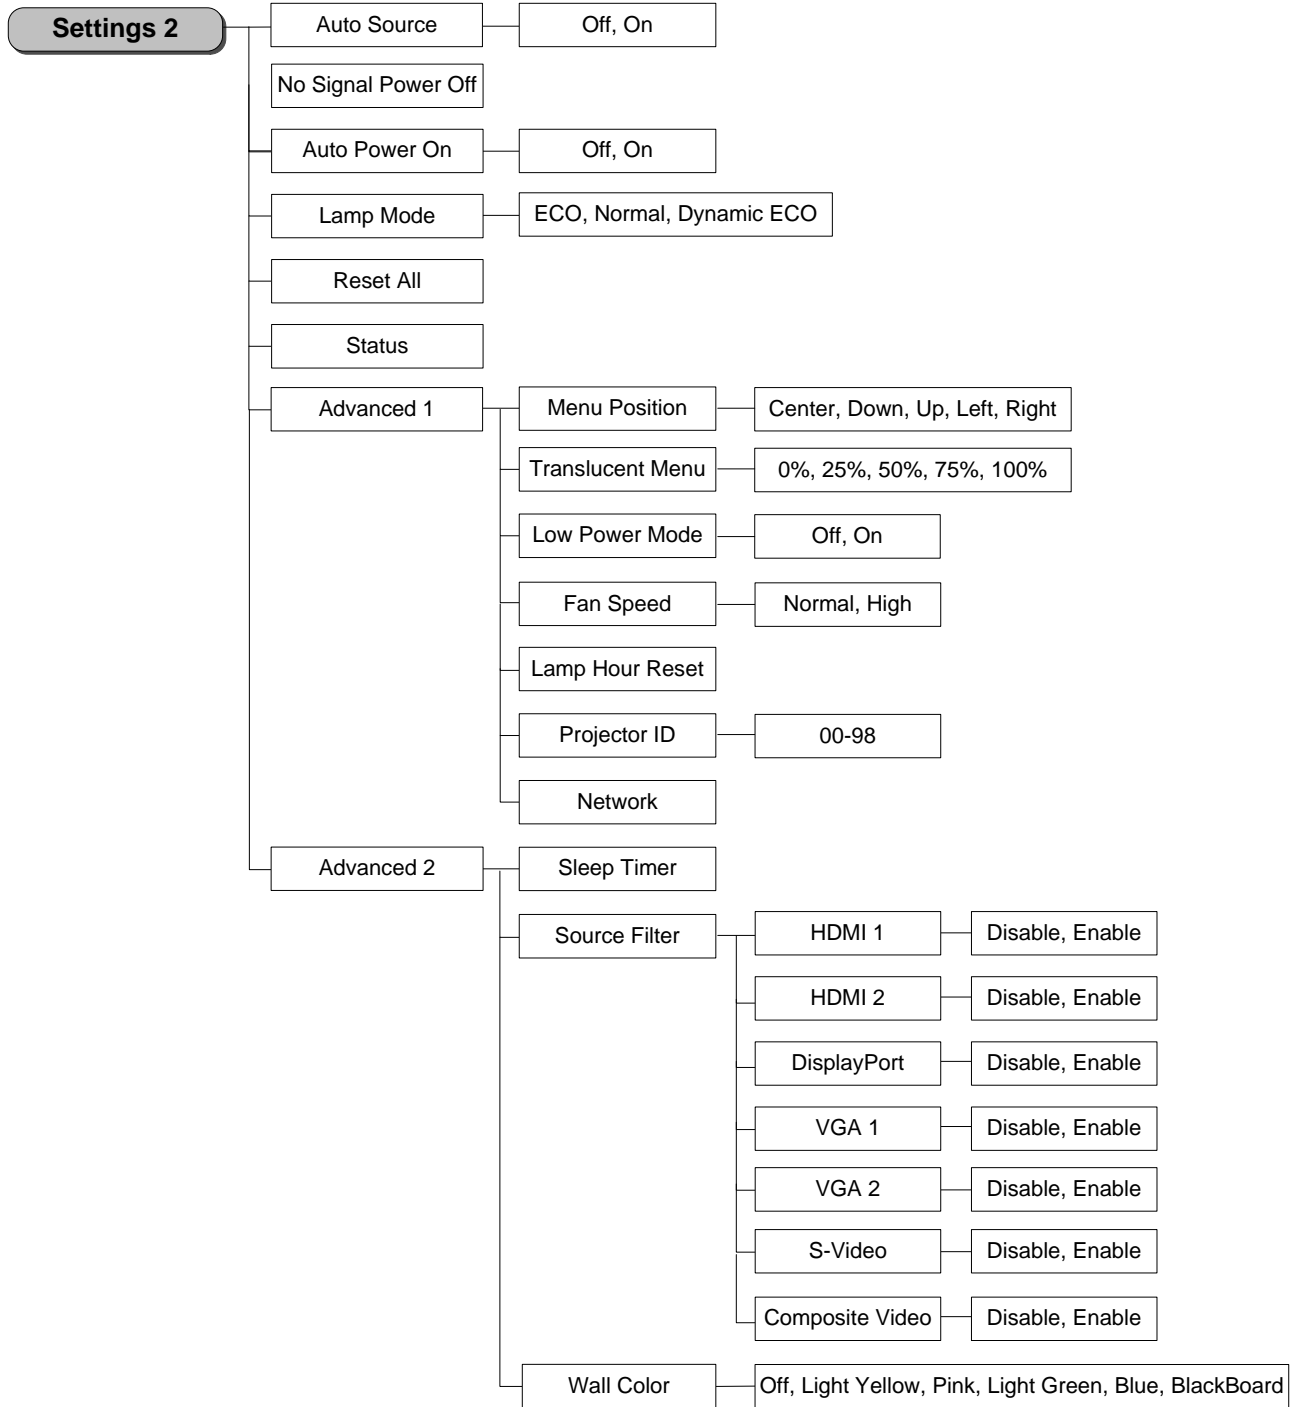 Settings 2
Auto Source
Off, On
No Signal Power Off
Auto Power On
Off, On
Lamp Mode
ECO, Normal, Dynamic ECO
Reset All
Status
Advanced 1
Menu Position
Center, Down, Up, Left, Right
Translucent Menu
0%, 25%, 50%, 75%, 100%
Low Power Mode
Off, On
Fan Speed
Normal, High
Lamp Hour Reset
Projector ID
00-98
Network
Advanced 2
Sleep Timer
Source Filter
HDMI 1
Disable, Enable
HDMI 2
Disable, Enable
DisplayPort
Disable, Enable
VGA 1
Disable, Enable
VGA 2
Disable, Enable
S-Video
Disable, Enable
Composite Video
Disable, Enable
Wall Color
Off, Light Yellow, Pink, Light Green, Blue, BlackBoard